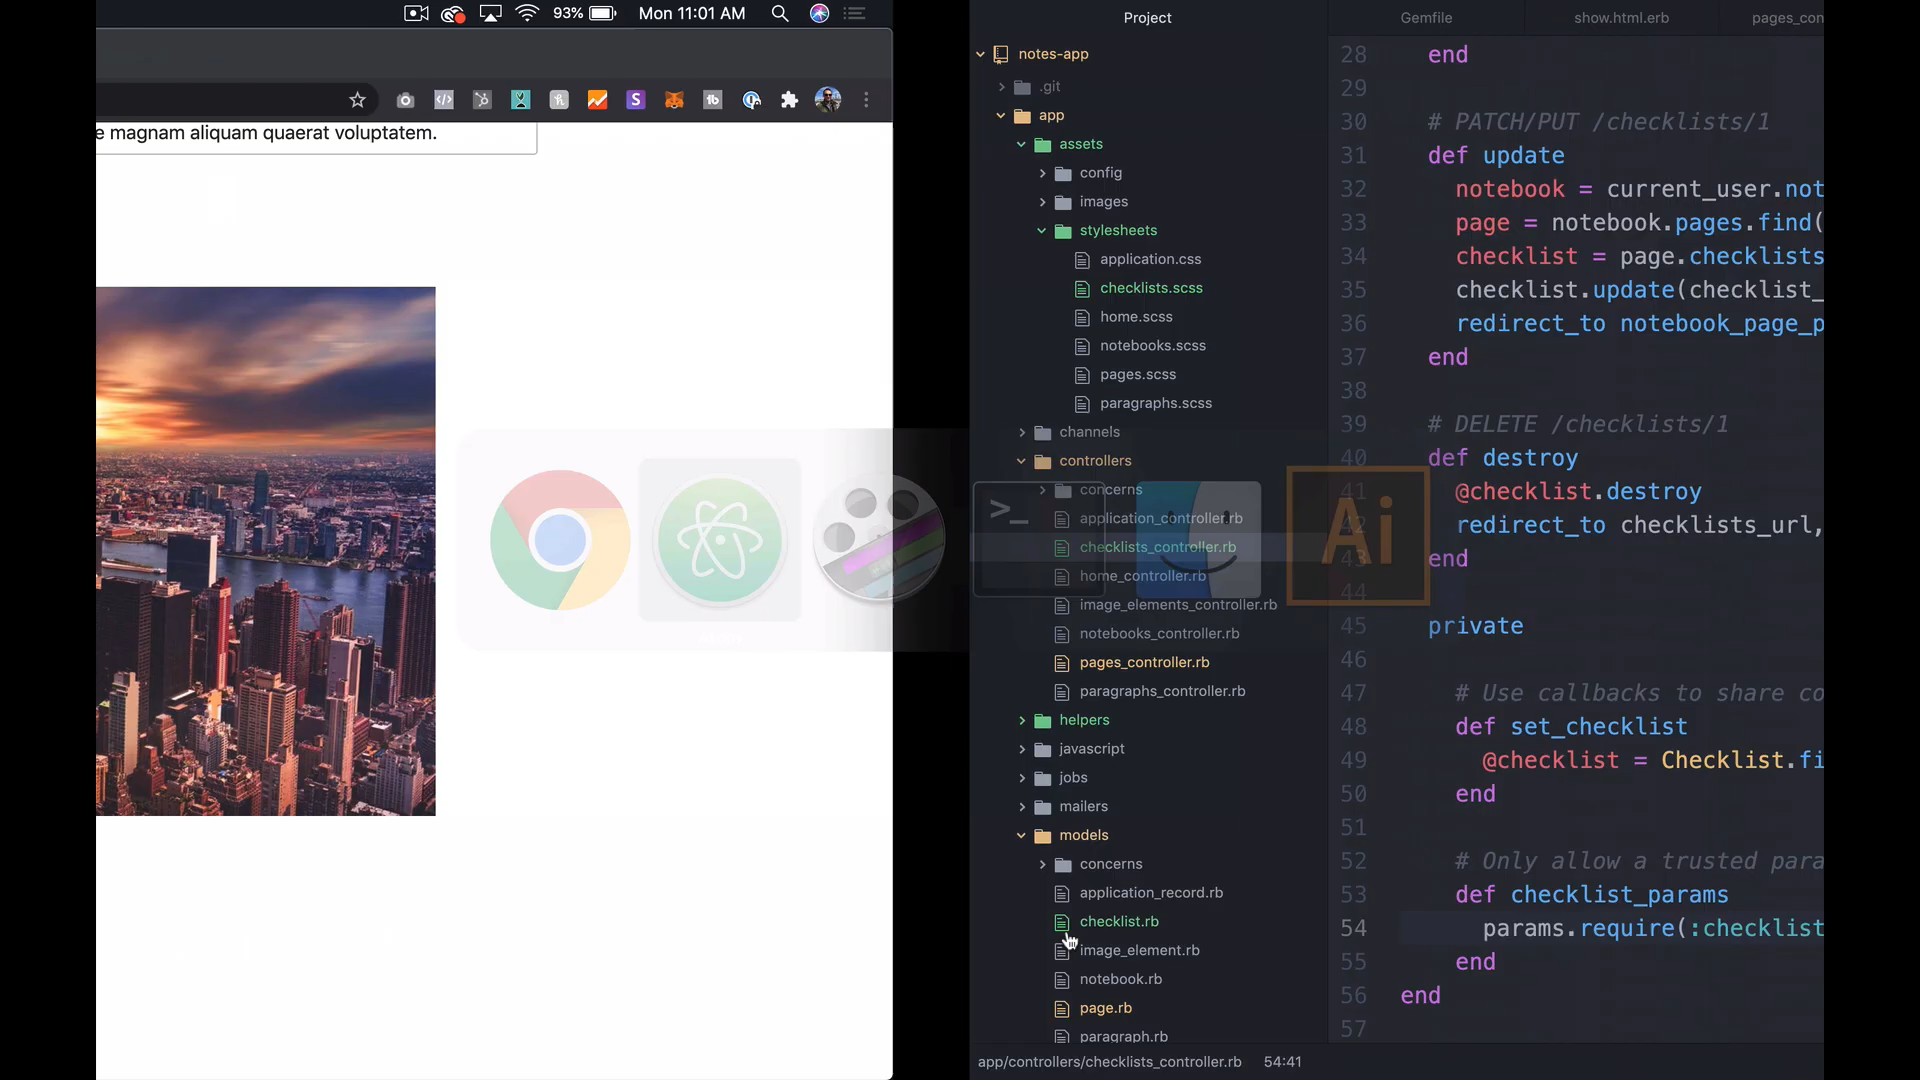 93%
Mon 11:01 AM
e magnam aliquam quaerat voluptatem.
Project
notes-app
.git
app
assets
config
images
stylesheets
application.css
checklists.scss
home.scss
notebooks.scss
pages.scss
paragraphs.scss
channels
controllers
concerns
application_controller.rb
checklists_controller.rb
home_controller.rb
image_elements_controller.rb
notebooks_controller.rb
pages_controller.rb
paragraphs_controller.rb
helpers
javascript
jobs
mailers
models
concerns
application_record.rb
checklist.rb
image_element.rb
notebook.rb
page.rb
paragraph.rb
Gemfile
show.html.erb
pages_con
28 end
29
30 # PATCH/PUT /checklists/1
31 def update
32 notebook = current_user.not
33 page = notebook.pages.find(
34 checklist = page.checklists
35 checklist.update(checklist_
36 redirect_to notebook_page_p
37 end
38
39 # DELETE /checklists/1
40 def destroy
41 @checklist.destroy
42 redirect_to checklists_url,
43 end
44
45 private
46
47 # Use callbacks to share co
48 def set_checklist
49 @checklist = Checklist.fi
50 end
51
52 # Only allow a trusted para
53 def checklist_params
54 params.require(:checklist
55 end
56 end
57
>_
Ai
app/controllers/checklists_controller.rb 54:41